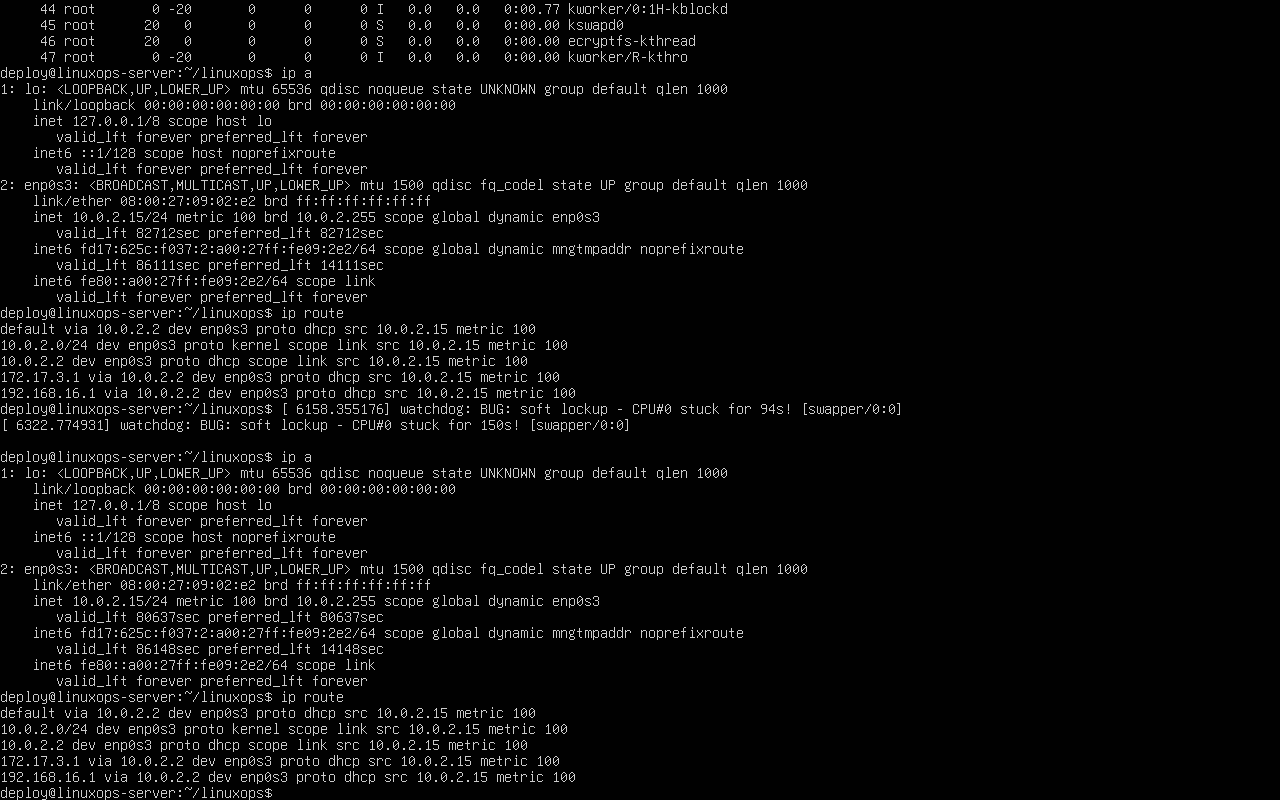 44 root 0 -20 0 0 0 I 0.0 0.0 0:00.77 kworker/0:1H-kblockd
45 root 20 0 0 0 0 S 0.0 0.0 0:00.00 kswapd0
46 root 20 0 0 0 0 S 0.0 0.0 0:00.00 ecryptfs-kthread
47 root 0 -20 0 0 0 I 0.0 0.0 0:00.00 kworker/R-kthro
deploy@linuxops-server:~/linuxops$ ip a
1: lo: <LOOPBACK,UP,LOWER_UP> mtu 65536 qdisc noqueue state UNKNOWN group default qlen 1000
link/loopback 00:00:00:00:00:00 brd 00:00:00:00:00:00
inet 127.0.0.1/8 scope host lo
valid_lft forever preferred_lft forever
inet6 ::1/128 scope host noprefixroute
valid_lft forever preferred_lft forever
2: enp0s3: <BROADCAST,MULTICAST,UP,LOWER_UP> mtu 1500 qdisc fq_codel state UP group default qlen 1000
link/ether 08:00:27:09:02:e2 brd ff:ff:ff:ff:ff:ff
inet 10.0.2.15/24 metric 100 brd 10.0.2.255 scope global dynamic enp0s3
valid_lft 82712sec preferred_lft 82712sec
inet6 fd17:625c:f037:2:a00:27ff:fe09:2e2/64 scope global dynamic mngtmpaddr noprefixroute
valid_lft 86111sec preferred_lft 14111sec
inet6 fe80::a00:27ff:fe09:2e2/64 scope link
valid_lft forever preferred_lft forever
deploy@linuxops-server:~/linuxops$ ip route
default via 10.0.2.2 dev enp0s3 proto dhcp src 10.0.2.15 metric 100
10.0.2.0/24 dev enp0s3 proto kernel scope link src 10.0.2.15 metric 100
10.0.2.2 dev enp0s3 proto dhcp scope link src 10.0.2.15 metric 100
172.17.3.1 via 10.0.2.2 dev enp0s3 proto dhcp src 10.0.2.15 metric 100
192.168.16.1 via 10.0.2.2 dev enp0s3 proto dhcp src 10.0.2.15 metric 100
deploy@linuxops-server:~/linuxops$ [ 6158.355176] watchdog: BUG: soft lockup - CPU#0 stuck for 94s! [swapper/0:0]
[ 6322.774931] watchdog: BUG: soft lockup - CPU#0 stuck for 150s! [swapper/0:0]
deploy@linuxops-server:~/linuxops$ ip a
1: lo: <LOOPBACK,UP,LOWER_UP> mtu 65536 qdisc noqueue state UNKNOWN group default qlen 1000
link/loopback 00:00:00:00:00:00 brd 00:00:00:00:00:00
inet 127.0.0.1/8 scope host lo
valid_lft forever preferred_lft forever
inet6 ::1/128 scope host noprefixroute
valid_lft forever preferred_lft forever
2: enp0s3: <BROADCAST,MULTICAST,UP,LOWER_UP> mtu 1500 qdisc fq_codel state UP group default qlen 1000
link/ether 08:00:27:09:02:e2 brd ff:ff:ff:ff:ff:ff
inet 10.0.2.15/24 metric 100 brd 10.0.2.255 scope global dynamic enp0s3
valid_lft 80637sec preferred_lft 80637sec
inet6 fd17:625c:f037:2:a00:27ff:fe09:2e2/64 scope global dynamic mngtmpaddr noprefixroute
valid_lft 86148sec preferred_lft 14148sec
inet6 fe80::a00:27ff:fe09:2e2/64 scope link
valid_lft forever preferred_lft forever
deploy@linuxops-server:~/linuxops$ ip route
default via 10.0.2.2 dev enp0s3 proto dhcp src 10.0.2.15 metric 100
10.0.2.0/24 dev enp0s3 proto kernel scope link src 10.0.2.15 metric 100
10.0.2.2 dev enp0s3 proto dhcp scope link src 10.0.2.15 metric 100
172.17.3.1 via 10.0.2.2 dev enp0s3 proto dhcp src 10.0.2.15 metric 100
192.168.16.1 via 10.0.2.2 dev enp0s3 proto dhcp src 10.0.2.15 metric 100
deploy@linuxops-server:~/linuxops$